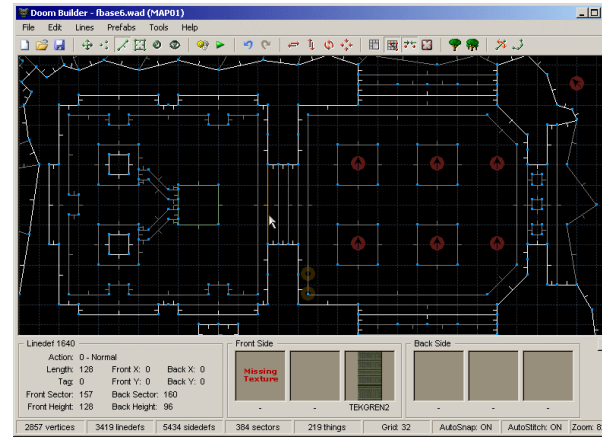 Doom Builder - fbase6.wad (MAP01)
File Edit Lines Prefabs Tools Help
Linedef 1640
Action: 0 - Normal
Length: 128 Front X: 0 Back X: 0
Tag: 0 Front Y: 0 Back Y: 0
Front Sector: 157 Back Sector: 160
Front Height: 128 Back Height: 96
Front Side
Missing
Texture
- - TEKGREN2
Back Side
- - -
2857 vertices 3419 linedefs 5434 sidedefs 384 sectors 219 things Grid: 32 AutoSnap: ON AutoStitch: ON Zoom: 8